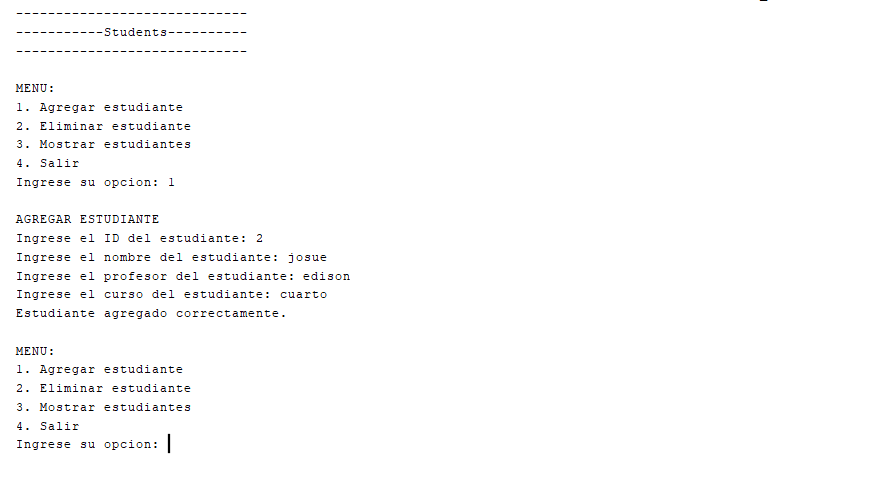 -----------------------------
-----------Students----------
-----------------------------
MENU:
1. Agregar estudiante
2. Eliminar estudiante
3. Mostrar estudiantes
4. Salir
Ingrese su opcion: 1
AGREGAR ESTUDIANTE
Ingrese el ID del estudiante: 2
Ingrese el nombre del estudiante: josue
Ingrese el profesor del estudiante: edison
Ingrese el curso del estudiante: cuarto
Estudiante agregado correctamente.
MENU:
1. Agregar estudiante
2. Eliminar estudiante
3. Mostrar estudiantes
4. Salir
Ingrese su opcion: